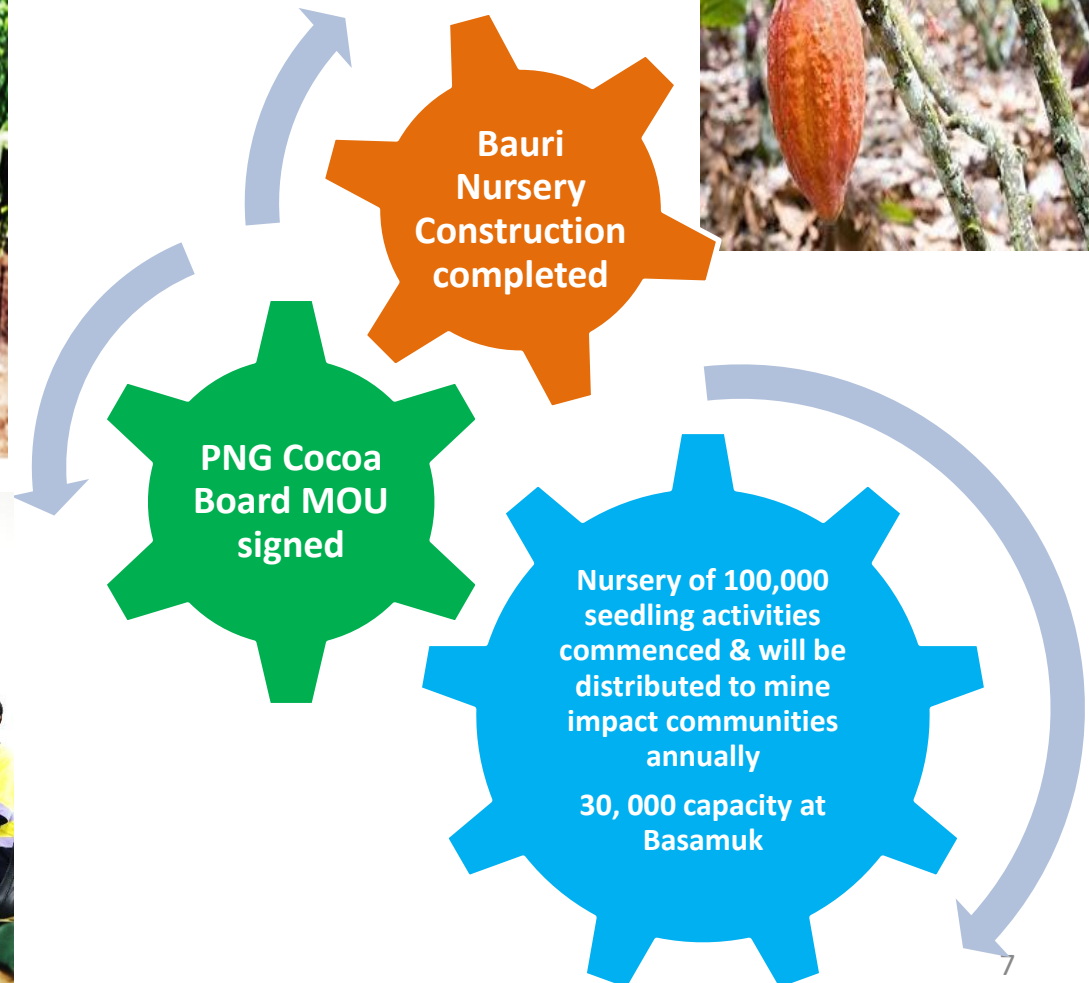 Bauri
Nursery
Construction
completed
PNG Cocoa
Board MOU
signed
Nursery of 100,000
seedling activities
commenced & will be
distributed to mine
impact communities
annually
30, 000 capacity at
Basamuk
7